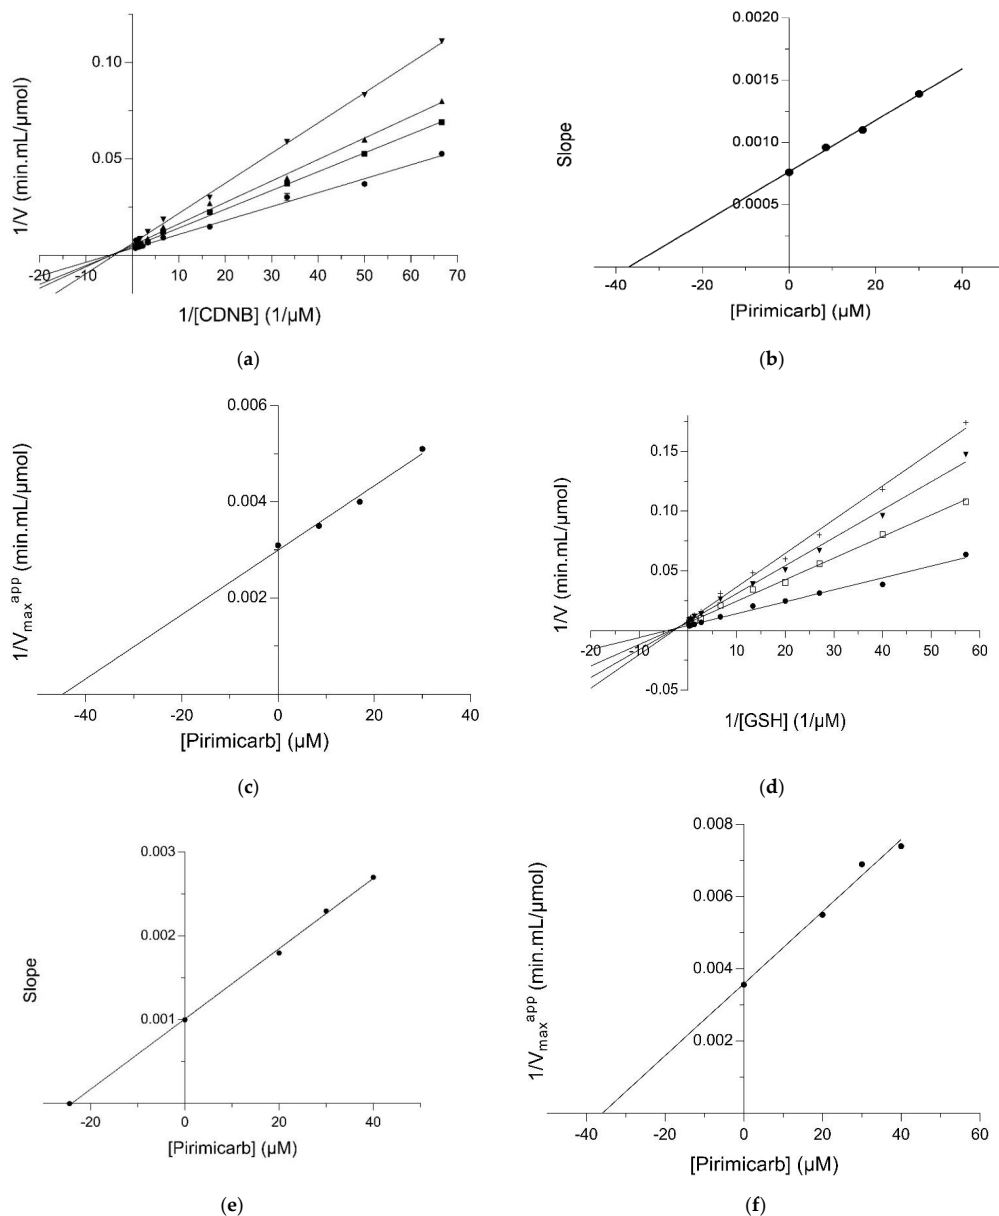 0.10
0.05
1/V (min.mL/µmol)
-20 -10 0 10 20 30 40 50 60 70
1/[CDNB] (1/µM)
(a)
0.0020
0.0015
0.0010
0.0005
Slope
-40 -20 0 20 40
[Pirimicarb] (µM)
(b)
0.006
0.004
0.002
1/Vmax^app (min.mL/µmol)
-40 -20 0 20 40
[Pirimicarb] (µM)
(c)
0.15
0.10
0.05
-0.05
1/V (min.mL/µmol)
-20 -10 0 10 20 30 40 50 60
1/[GSH] (1/µM)
(d)
0.003
0.002
0.001
Slope
-20 0 20 40
[Pirimicarb] (µM)
(e)
0.008
0.006
0.004
0.002
1/Vmax^app (min.mL/µmol)
-40 -20 0 20 40 60
[Pirimicarb] (µM)
(f)